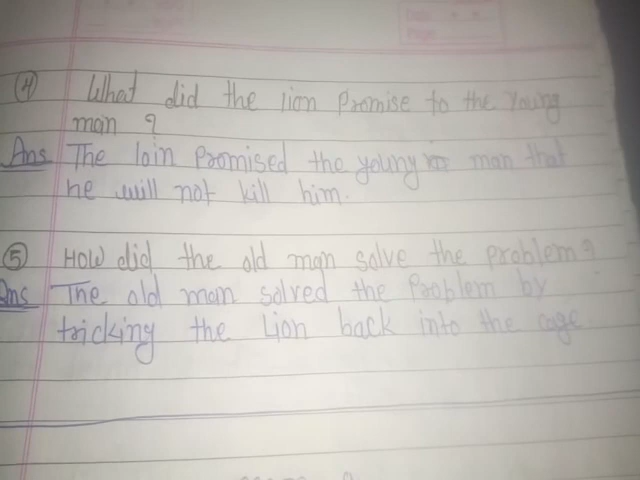 (4) What did the lion Promise to the Young
man ?
Ans The lain Promised the young man that
he will not kill him.
(5) How did the old man solve the problem?
Ans The old man solved the Problem by
tricking the Lion back into the cage